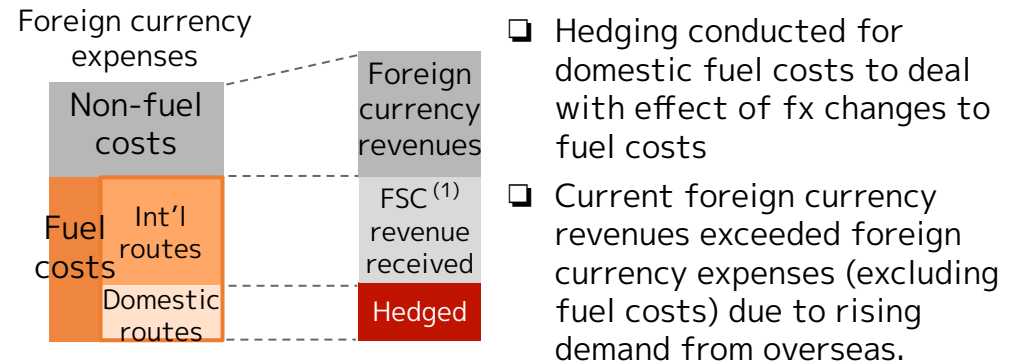 Foreign currency
expenses
Non-fuel
costs
Fuel
costs
Int'l
routes
Domestic
routes
Foreign
currency
revenues
FSC (1)
revenue
received
Hedged
❏ Hedging conducted for
domestic fuel costs to deal
with effect of fx changes to
fuel costs
❏ Current foreign currency
revenues exceeded foreign
currency expenses (excluding
fuel costs) due to rising
demand from overseas.